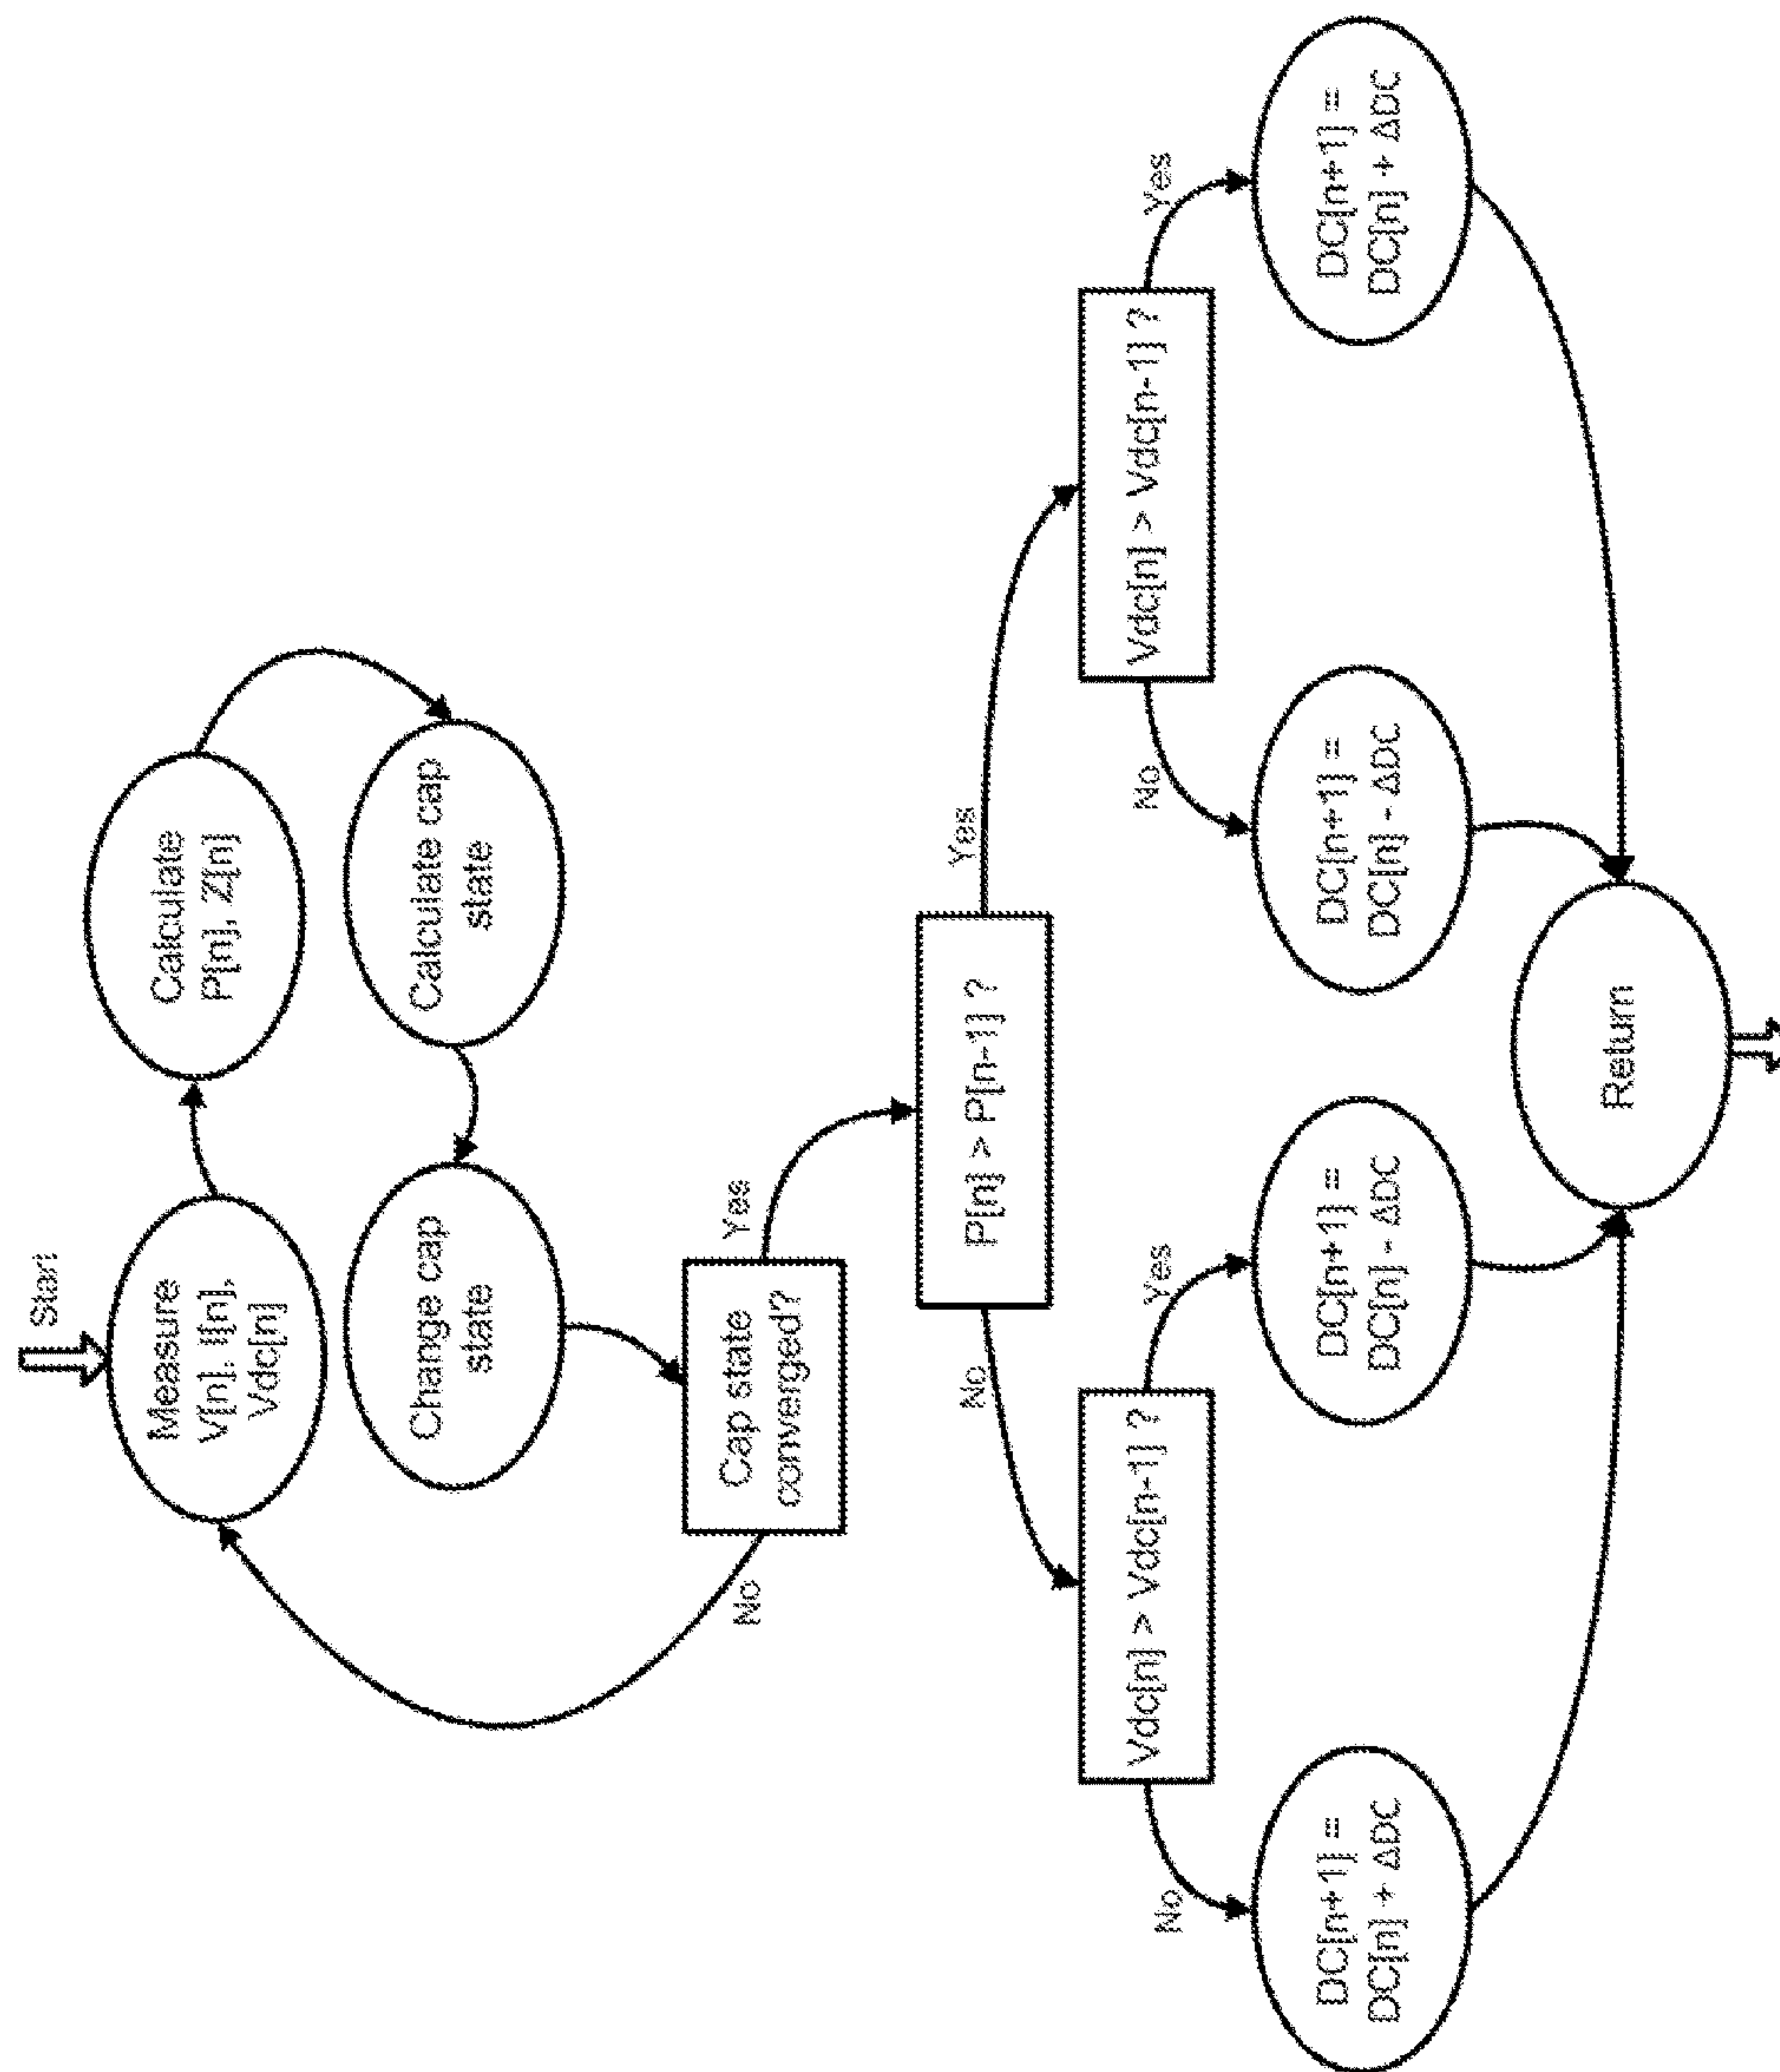 Start
Measure
V[n], I[n],
Vdc[n]
Calculate
P[n], Z[n]
Calculate cap
state
Change cap
state
Cap state
converged?
No
Yes
P[n] > P[n-1] ?
No
Yes
Vdc[n] > Vdc[n-1] ?
No
Yes
Vdc[n] > Vdc[n-1] ?
No
Yes
DC[n+1] =
DC[n] + ΔDC
DC[n+1] =
DC[n] - ΔDC
DC[n+1] =
DC[n] - ΔDC
DC[n+1] =
DC[n] + ΔDC
Return